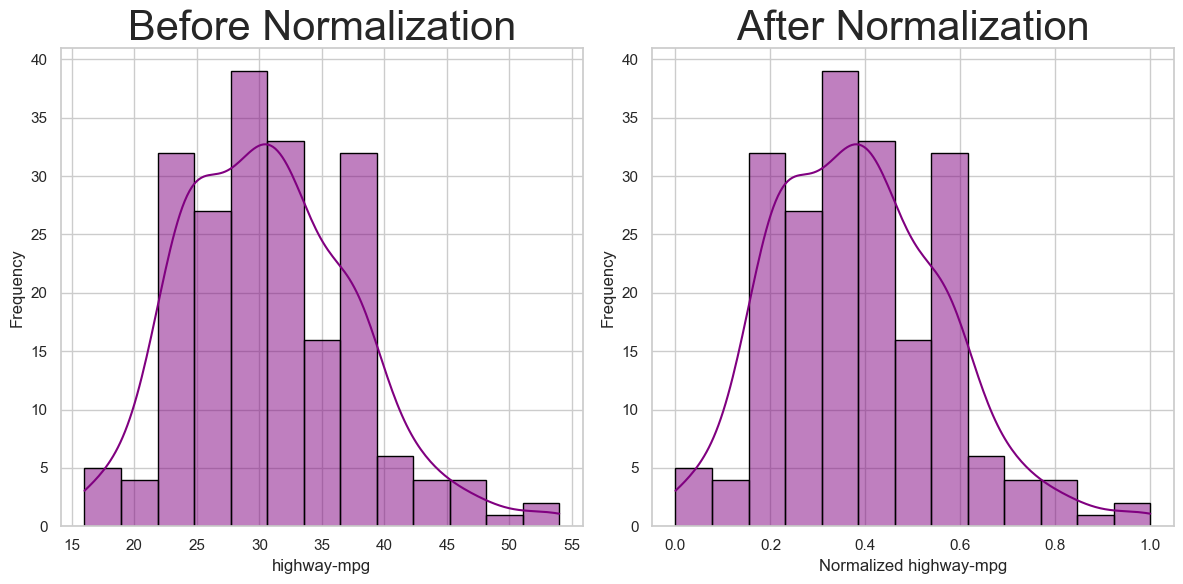 Before Normalization
40
35
30
25
20
15
10
5
0
Frequency
15 20 25 30 35 40 45 50 55
highway-mpg
After Normalization
40
35
30
25
20
15
10
5
0
Frequency
0.0 0.2 0.4 0.6 0.8 1.0
Normalized highway-mpg